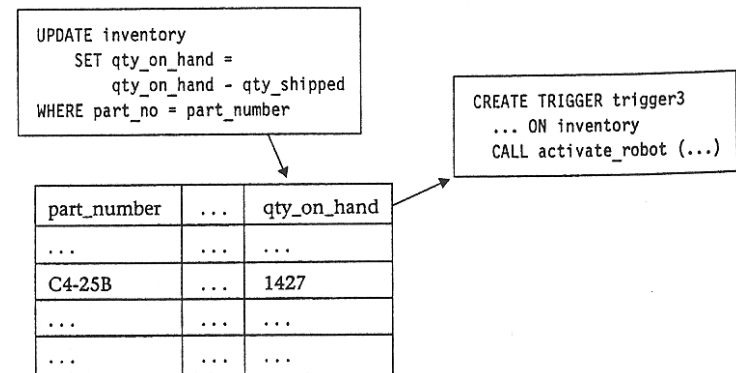 UPDATE inventory
SET qty_on_hand =
qty_on_hand - qty_shipped
WHERE part_no = part_number
CREATE TRIGGER trigger3
... ON inventory
CALL activate_robot (...)
part_number ... qty_on_hand
... ... ...
C4-25B ... 1427
... ... ...
... ... ...